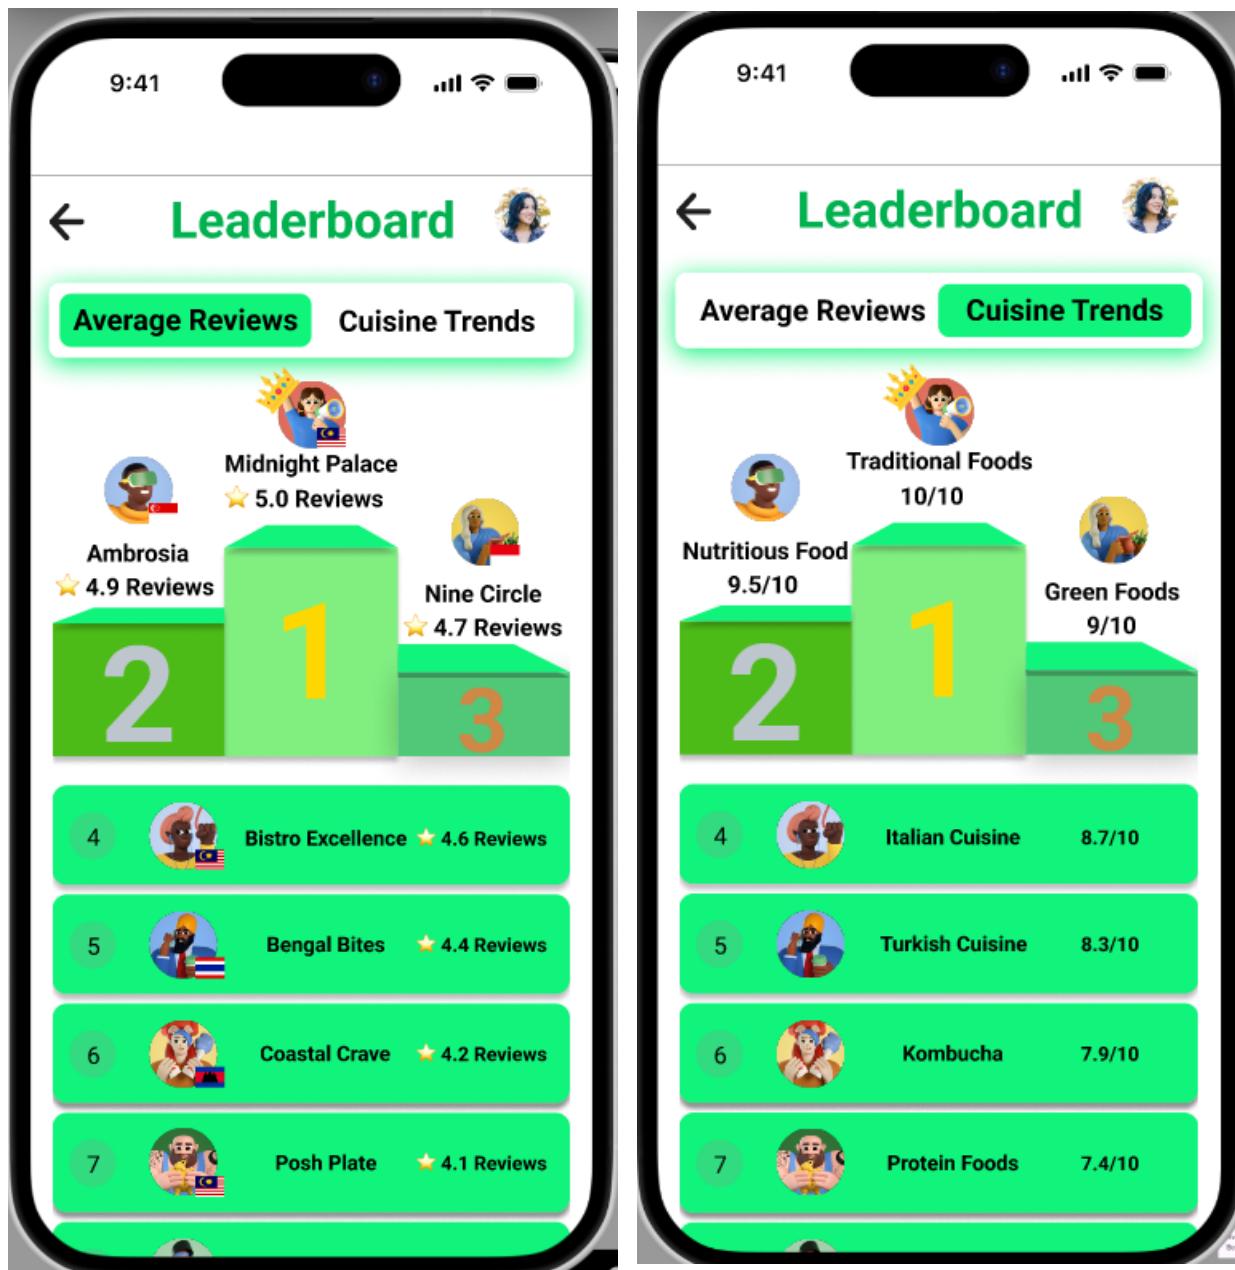 9:41
Leaderboard
Average Reviews Cuisine Trends
Midnight Palace
⭐ 5.0 Reviews
Ambrosia
⭐ 4.9 Reviews
Nine Circle
⭐ 4.7 Reviews
2 1 3
4 Bistro Excellence ⭐ 4.6 Reviews
5 Bengal Bites ⭐ 4.4 Reviews
6 Coastal Crave ⭐ 4.2 Reviews
7 Posh Plate ⭐ 4.1 Reviews
9:41
Leaderboard
Average Reviews Cuisine Trends
Traditional Foods
10/10
Nutritious Food
9.5/10
Green Foods
9/10
2 1 3
4 Italian Cuisine 8.7/10
5 Turkish Cuisine 8.3/10
6 Kombucha 7.9/10
7 Protein Foods 7.4/10